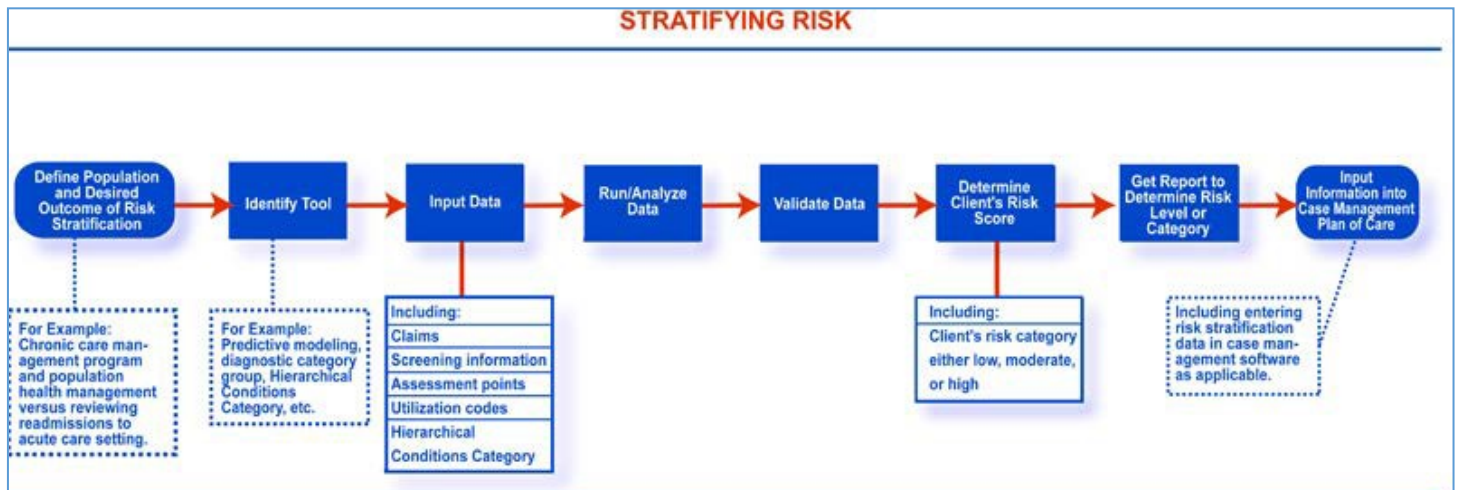 STRATIFYING RISK
Define Population
and Desired
Outcome of Risk
Stratification
Identify Tool
Input Data
Run/Analyze
Data
Validate Data
Determine
Client's Risk
Score
Get Report to
Determine Risk
Level or
Category
Input
Information into
Case Management
Plan of Care
For Example:
Chronic care man-
agement program
and population
health management
versus reviewing
readmissions to
acute care setting.
For Example:
Predictive modeling,
diagnostic category
group, Hierarchical
Conditions
Category, etc.
Including:
Claims
Screening information
Assessment points
Utilization codes
Hierarchical
Conditions Category
Including:
Client's risk category
either low, moderate,
or high
Including entering
risk stratification
data in case man-
agement software
as applicable.